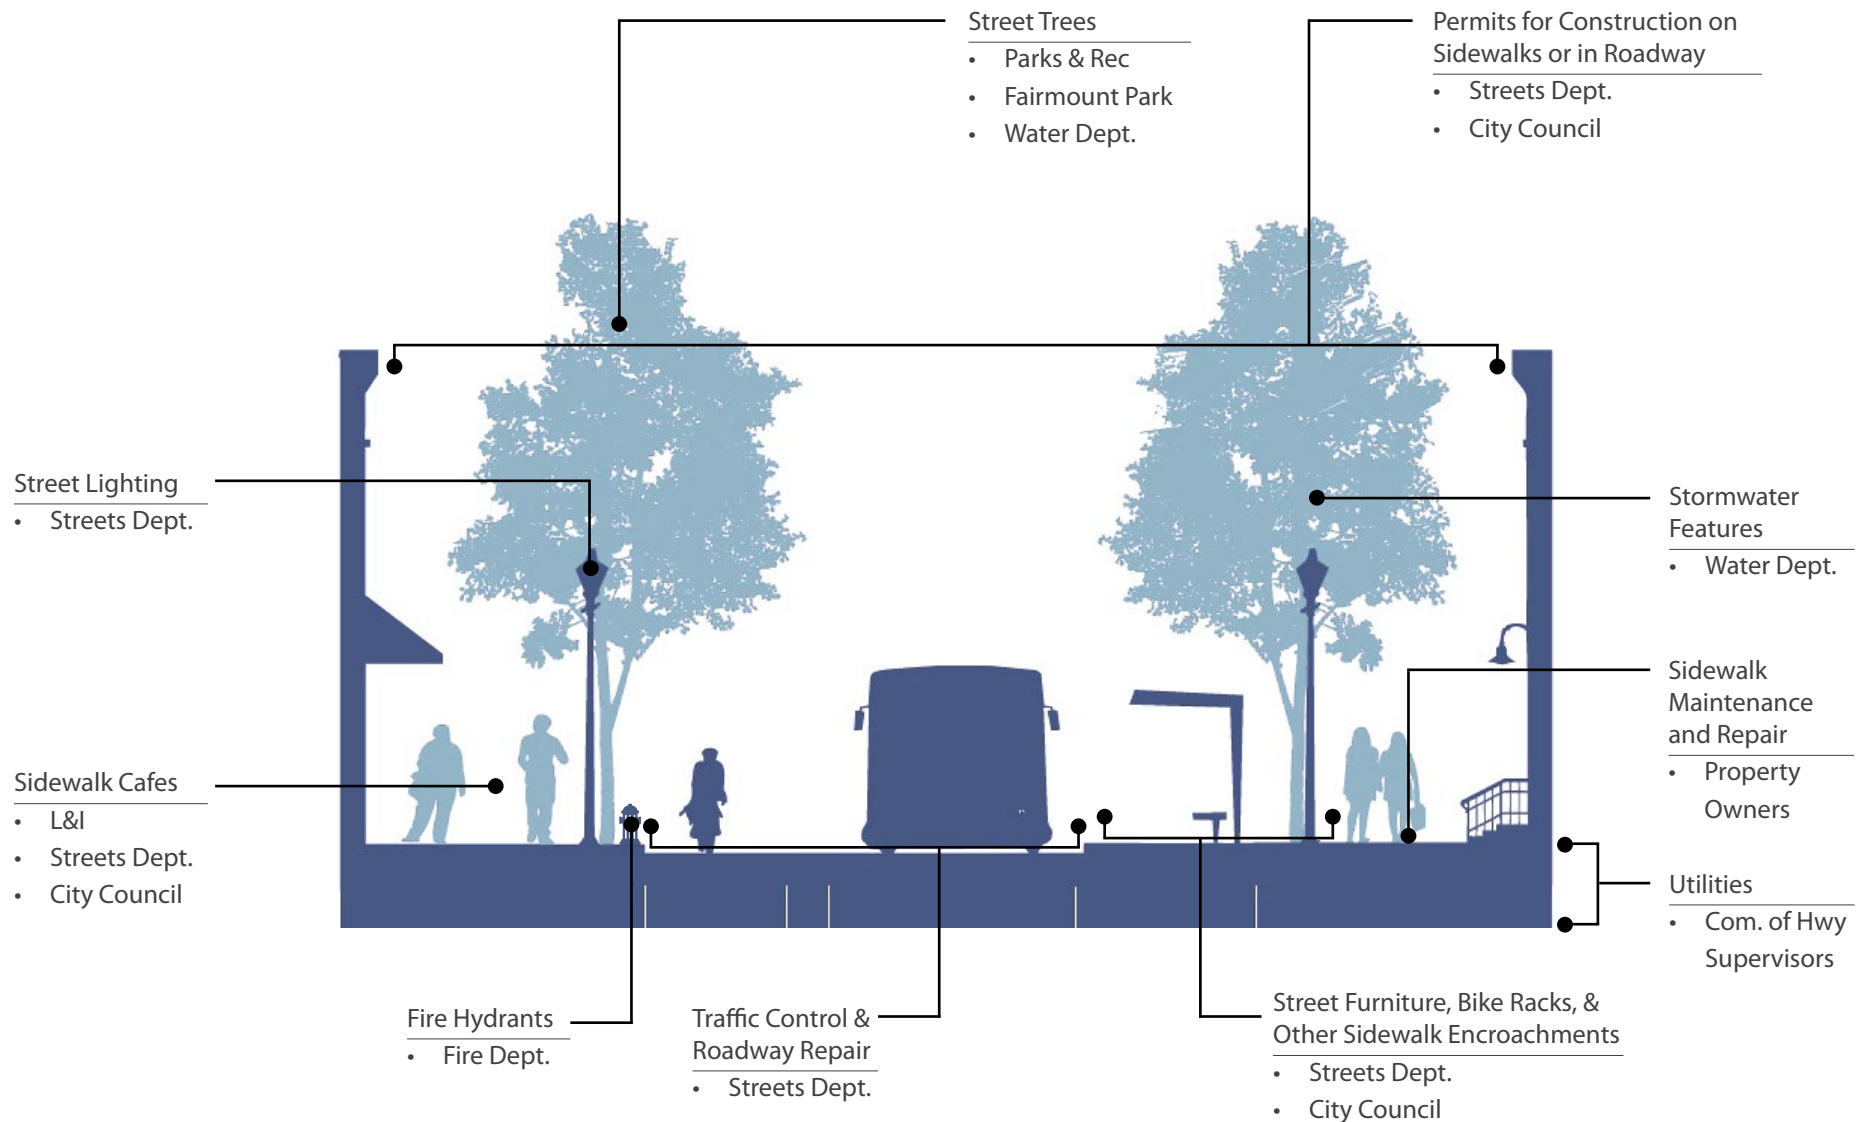 Street Trees
• Parks & Rec
• Fairmount Park
• Water Dept.
Permits for Construction on
Sidewalks or in Roadway
• Streets Dept.
• City Council
Street Lighting
• Streets Dept.
Stormwater
Features
• Water Dept.
Sidewalk
Maintenance
and Repair
• Property
Owners
Sidewalk Cafes
• L&I
• Streets Dept.
• City Council
Utilities
• Com. of Hwy
Supervisors
Fire Hydrants
• Fire Dept.
Traffic Control &
Roadway Repair
• Streets Dept.
Street Furniture, Bike Racks, &
Other Sidewalk Encroachments
• Streets Dept.
• City Council